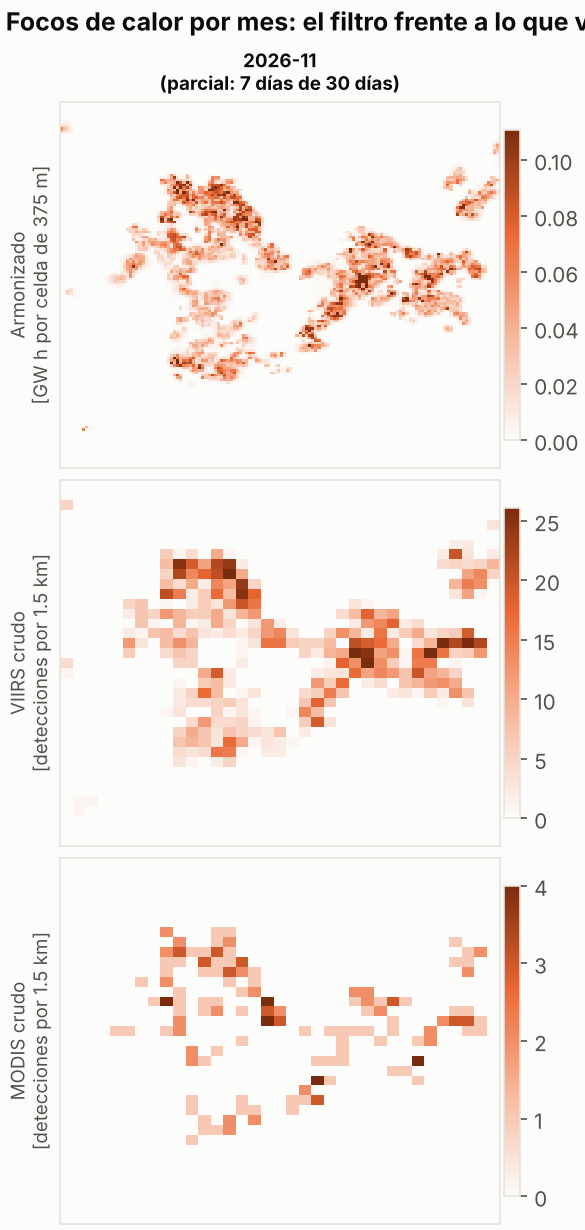 Focos de calor por mes: el filtro frente a lo que v
2026-11
(parcial: 7 días de 30 días)
Armonizado
[GW h por celda de 375 m]
0.10
0.08
0.06
0.04
0.02
0.00
VIIRS crudo
[detecciones por 1.5 km]
25
20
15
10
5
0
MODIS crudo
[detecciones por 1.5 km]
4
3
2
1
0